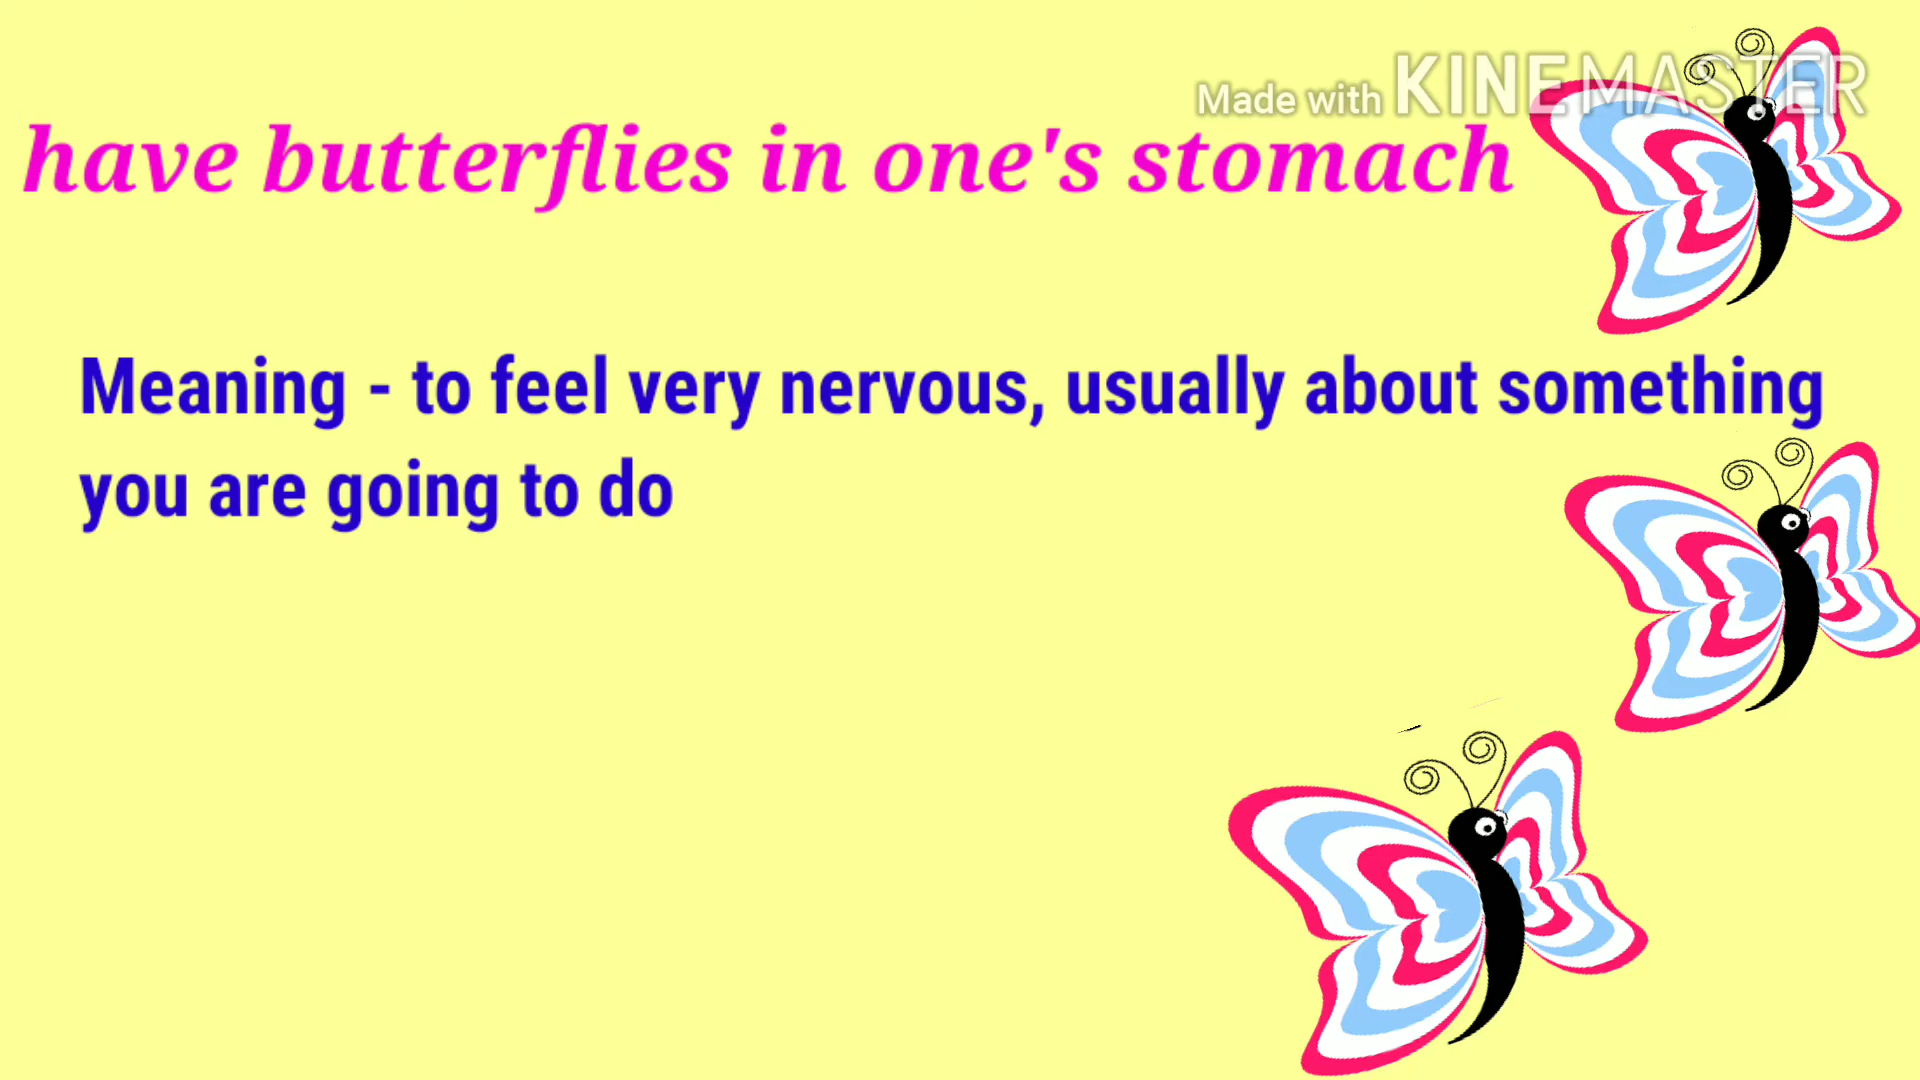 Made with KINEMASTER
have butterflies in one's stomach
Meaning - to feel very nervous, usually about something
you are going to do